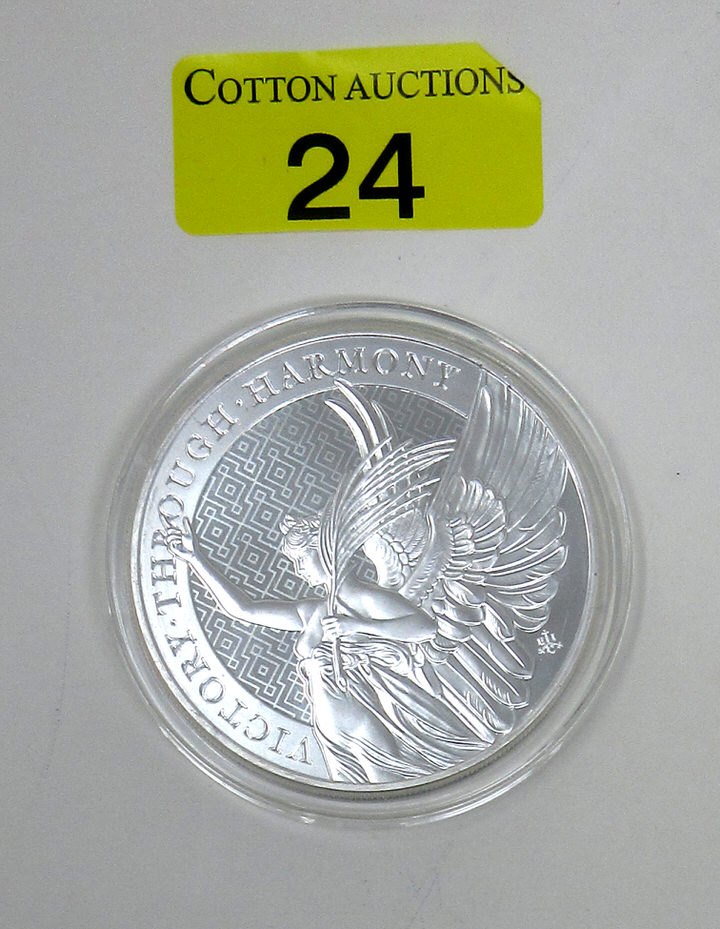 COTTON AUCTIONS
24
VICTORY · THROUGH · HARMONY